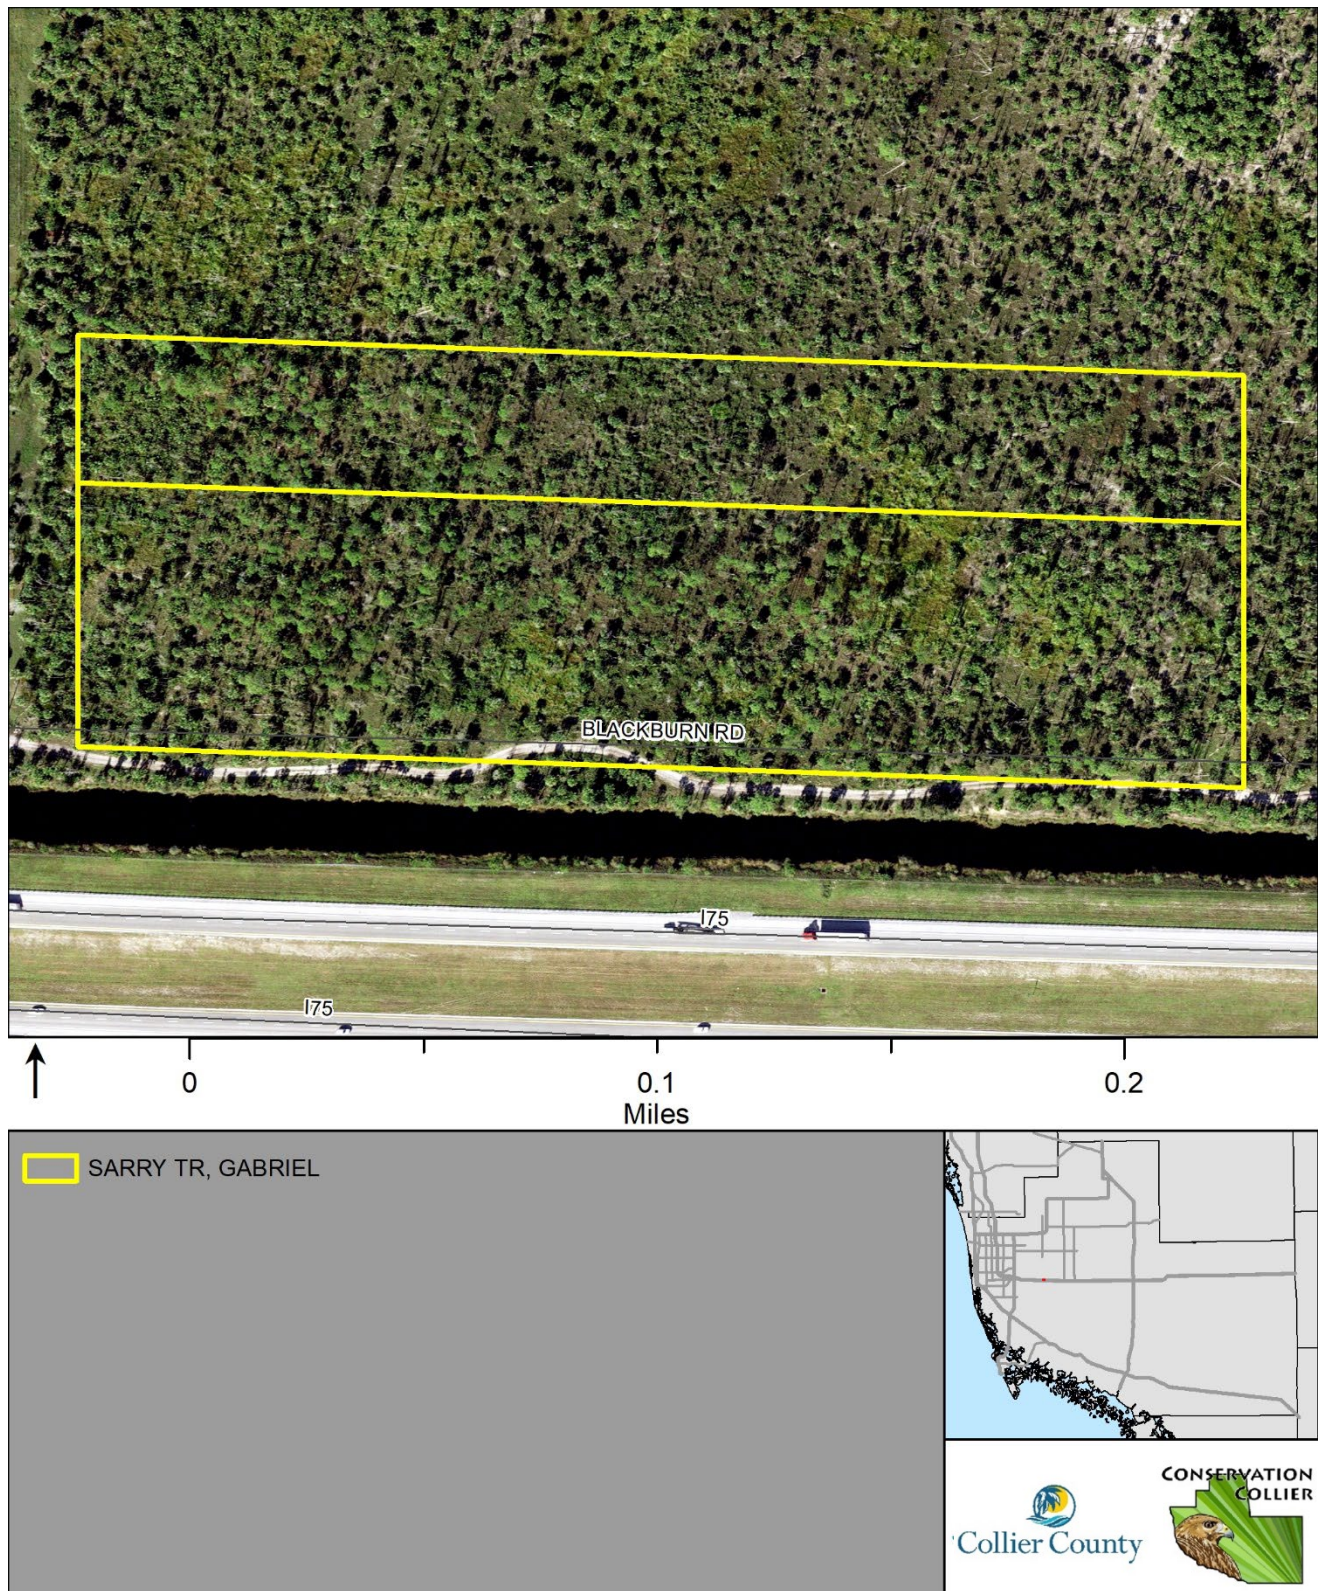 BLACKBURN RD
I75
I75
0 0.1 0.2
Miles
SARRY TR, GABRIEL
CONSERVATION
COLLIER
Collier County